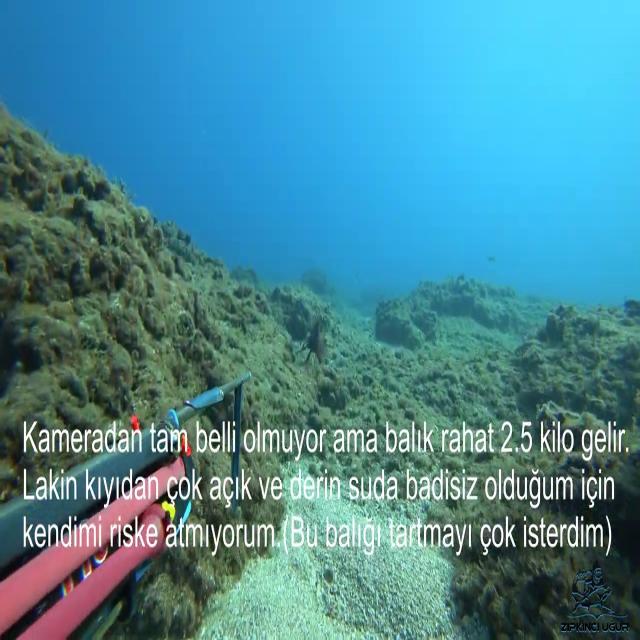 Kameradan tam belli olmuyor ama balık rahat 2.5 kilo gelir.
Lakin kıyıdan çok açık ve derin suda badisiz olduğum için
kendimi riske atmıyorum.(Bu balığı tartmayı çok isterdim)
ZIPKINCI UĞUR